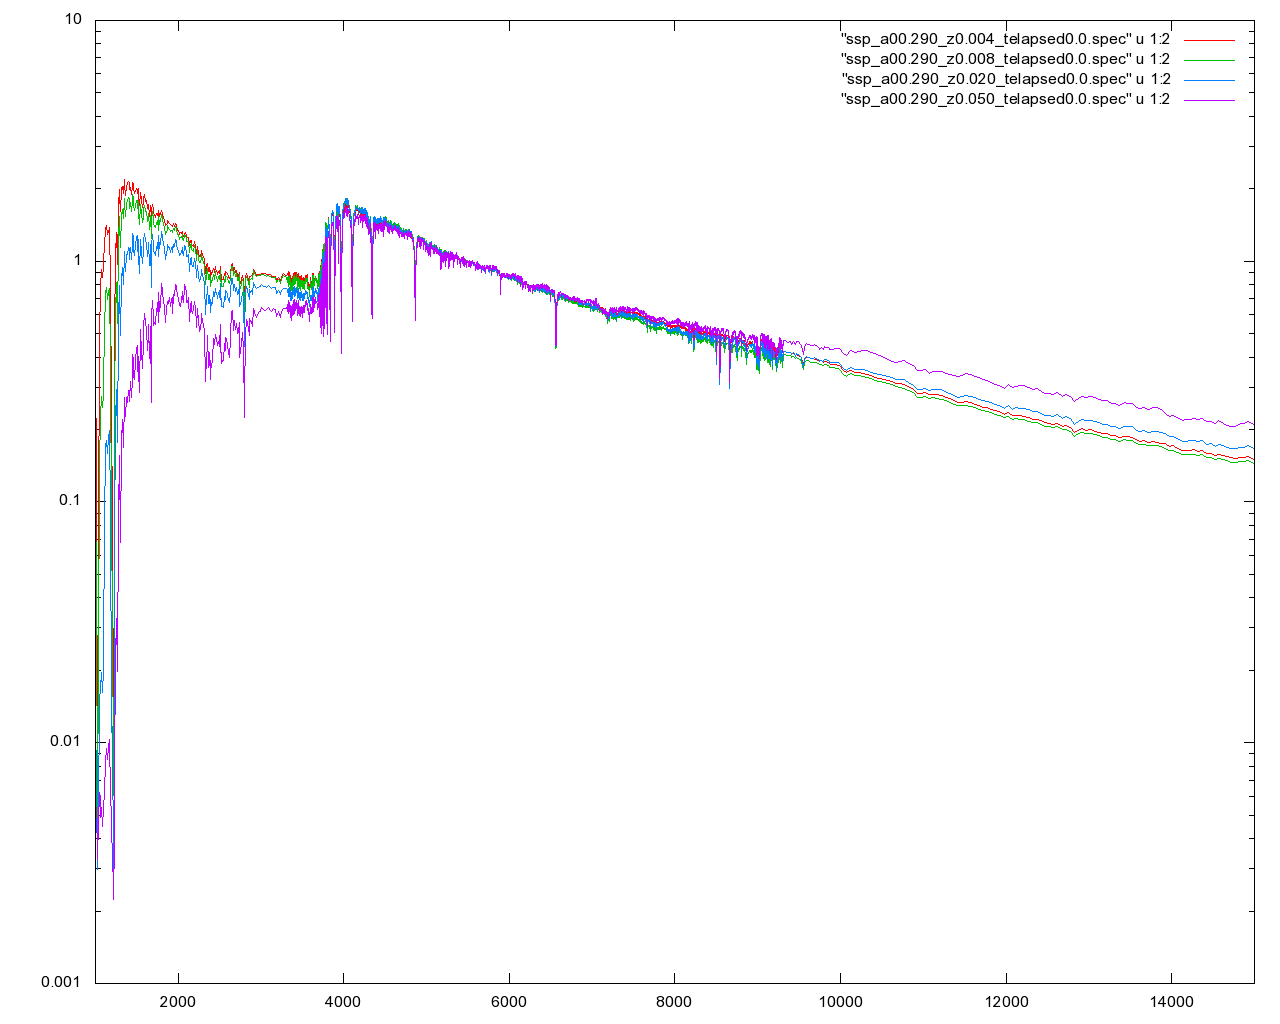 10
"ssp_a00.290_z0.004_telapsed0.0.spec" u 1:2
"ssp_a00.290_z0.008_telapsed0.0.spec" u 1:2
"ssp_a00.290_z0.020_telapsed0.0.spec" u 1:2
"ssp_a00.290_z0.050_telapsed0.0.spec" u 1:2
1
0.1
0.01
0.001
2000 4000 6000 8000 10000 12000 14000